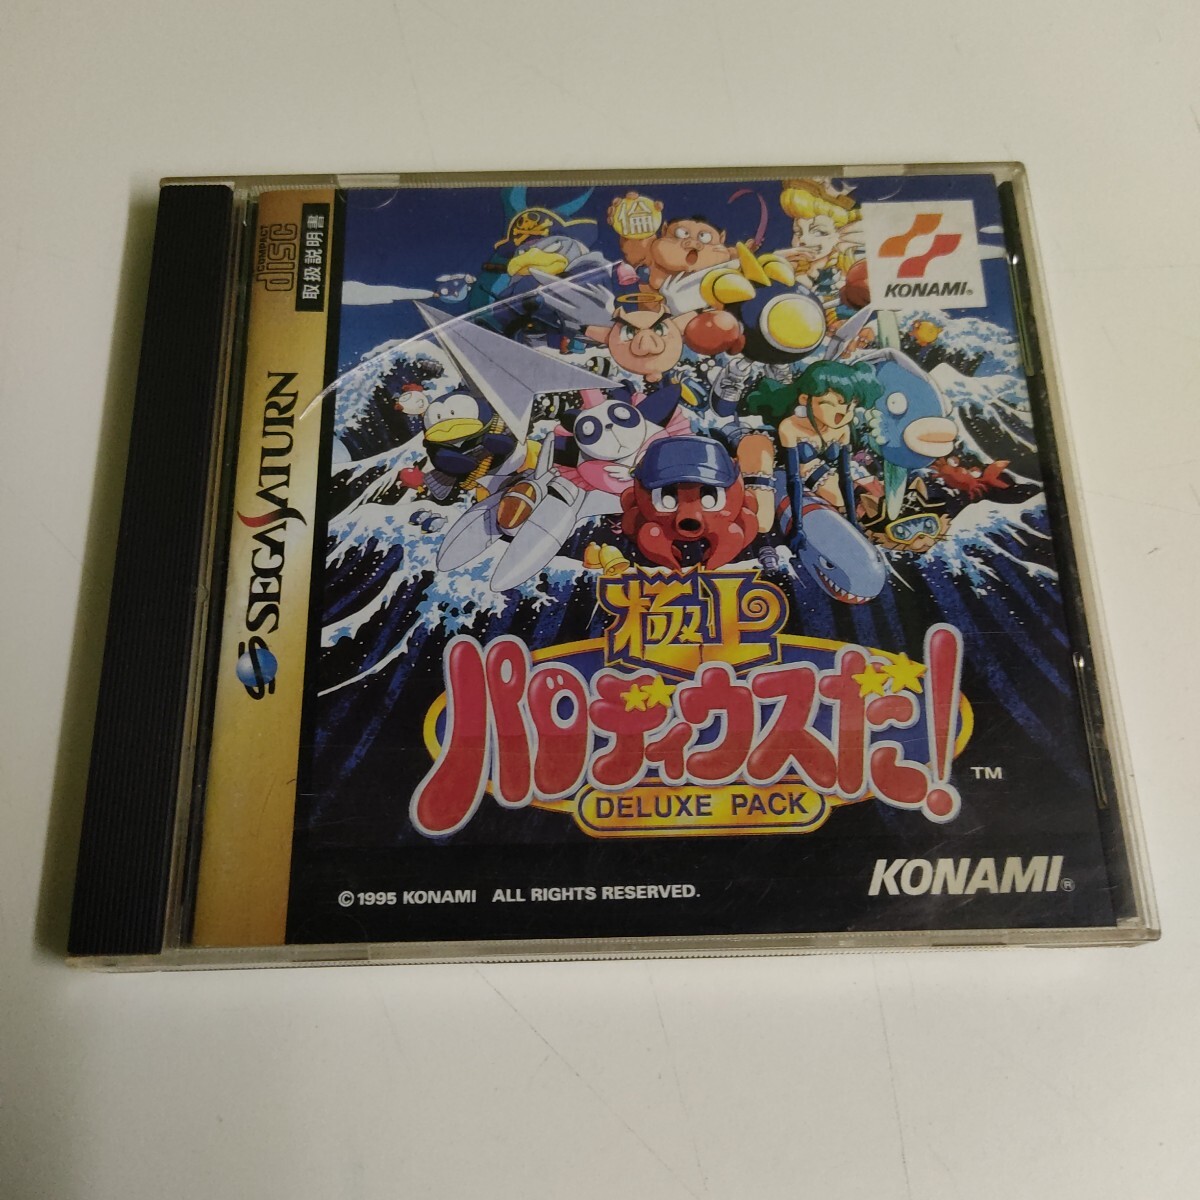 COMPACT
disc
取扱説明書
SEGA SATURN
KONAMI®
極上
パロディウスだ!
TM
DELUXE PACK
© 1995 KONAMI ALL RIGHTS RESERVED.
KONAMI®